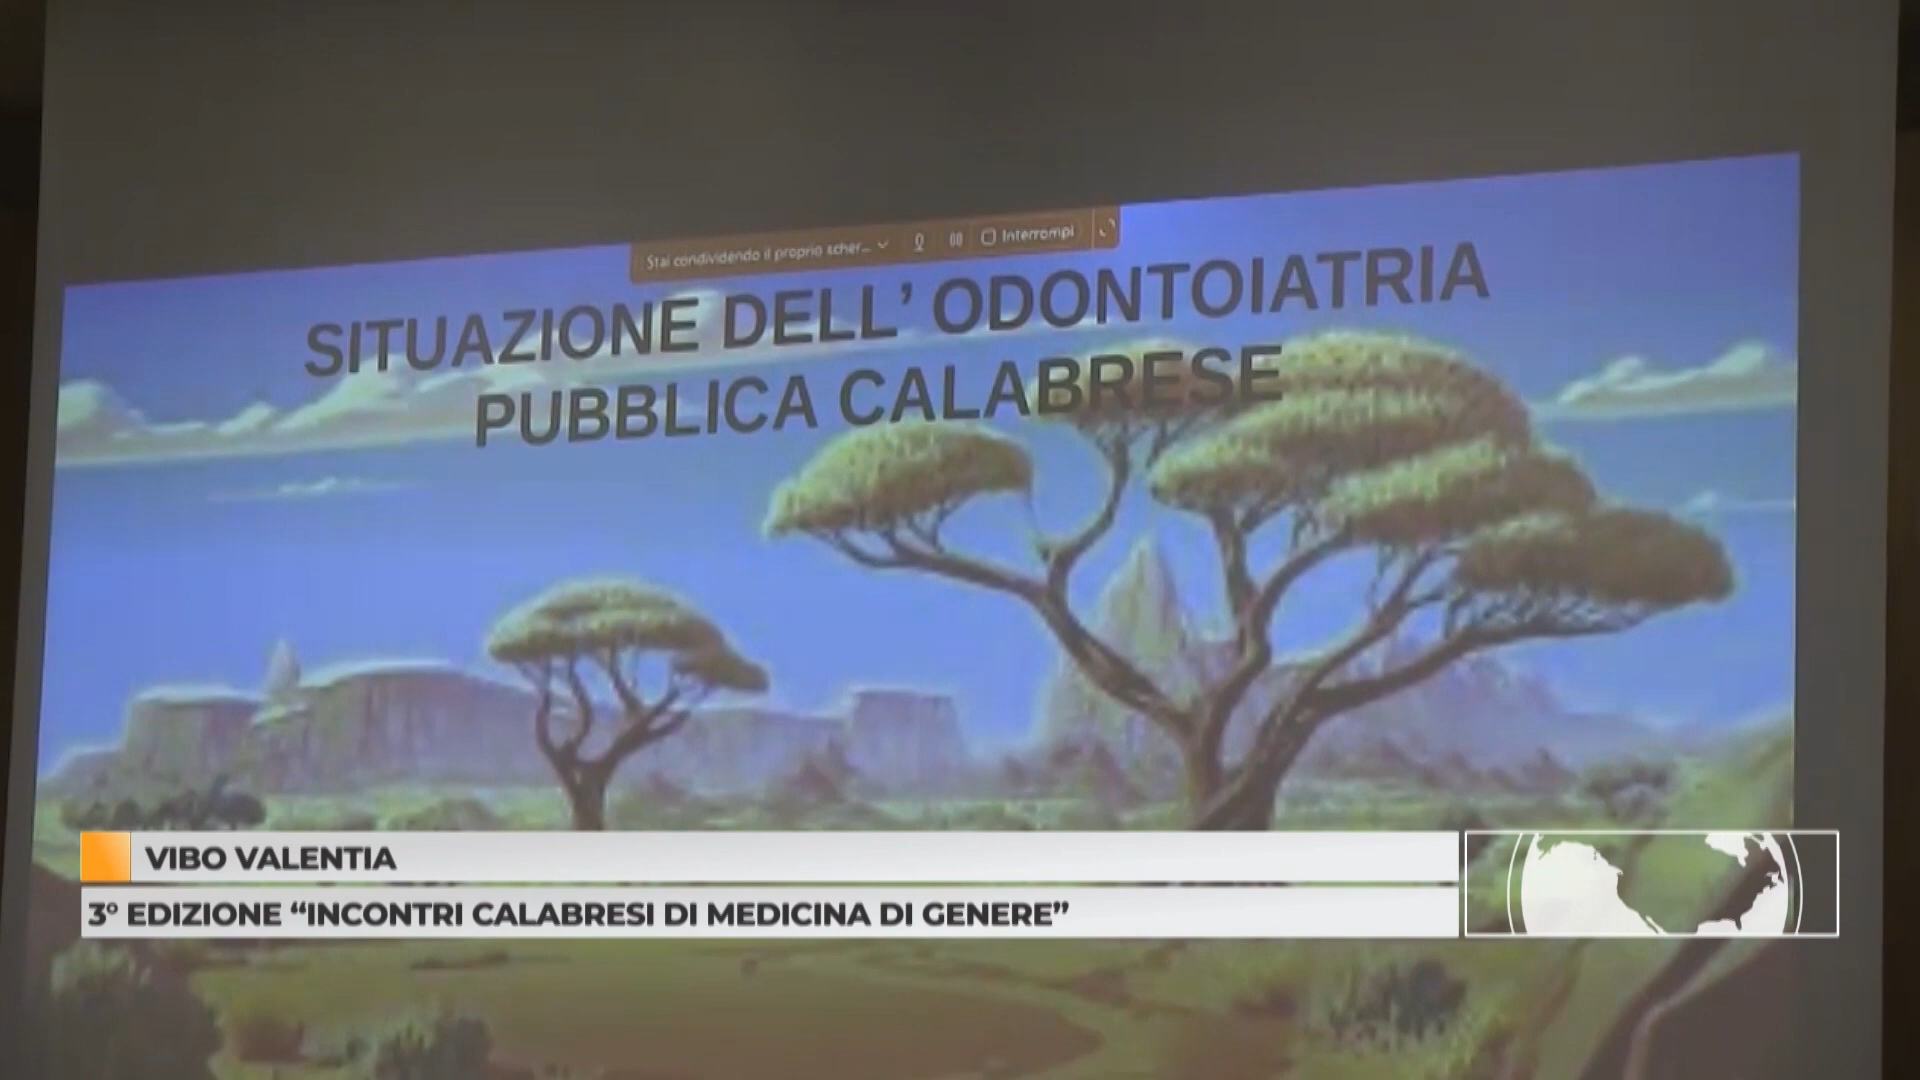 Stai condividendo il proprio scher... Interrompi
SITUAZIONE DELL' ODONTOIATRIA
PUBBLICA CALABRESE
VIBO VALENTIA
3° EDIZIONE “INCONTRI CALABRESI DI MEDICINA DI GENERE”